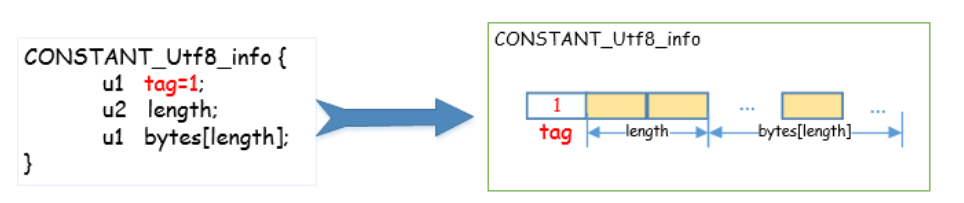 CONSTANT_Utf8_info {
u1 tag=1;
u2 length;
u1 bytes[length];
}
CONSTANT_Utf8_info
1 ... ...
tag length bytes[length]